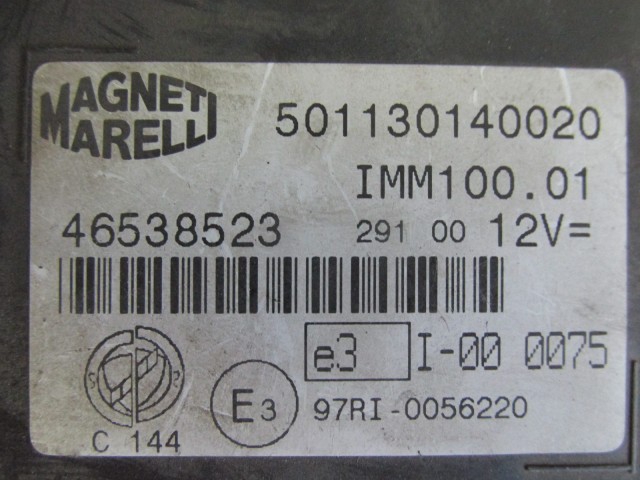 MAGNETI
MARELLI
501130140020
IMM100.01
46538523
291 00 12V=
e3
I-00 0075
E3
97RI-0056220
C 144